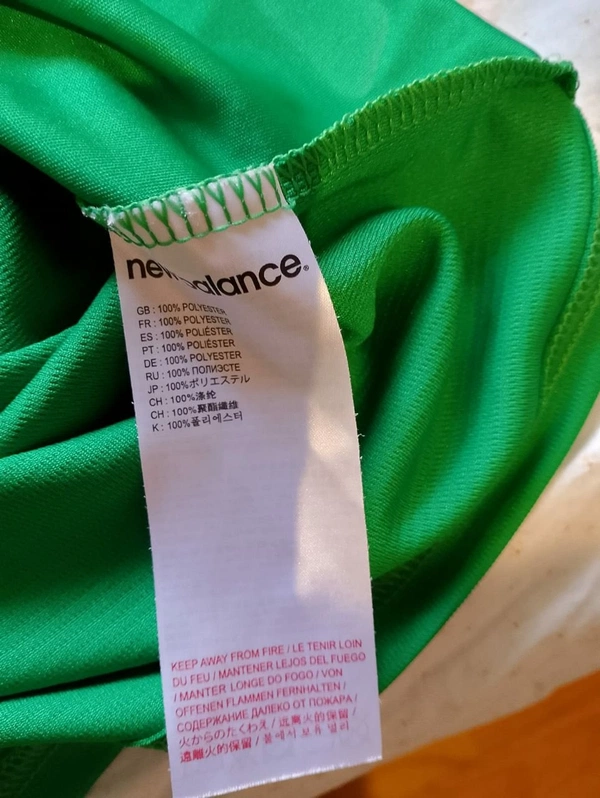 new balance®
GB : 100% POLYESTER
FR : 100% POLYESTER
ES : 100% POLIÉSTER
PT : 100% POLIÉSTER
DE : 100% POLYESTER
RU : 100% ПОЛИЭСТЕ
JP : 100%ポリエステル
CH : 100%涤纶
CH : 100%聚酯纖維
K : 100%폴리에스터
KEEP AWAY FROM FIRE / LE TENIR LOIN
DU FEU / MANTENER LEJOS DEL FUEGO
/ MANTER LONGE DO FOGO / VON
OFFENEN FLAMMEN FERNHALTEN /
СОДЕРЖАНИЕ ДАЛЕКО ОТ ПОЖАРА /
火からのたくわえ / 远离火的保留 /
遠離火的保留 / 불에서 보유 멀리